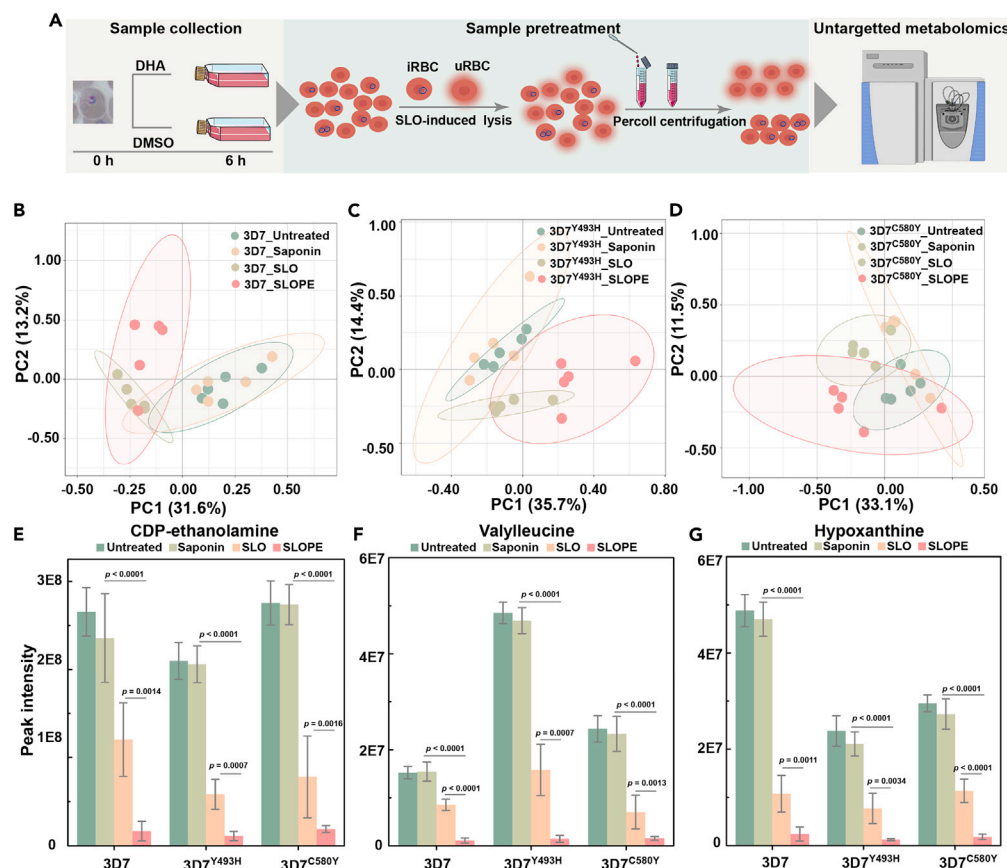 A
Sample collection
Sample pretreatment
Untargetted metabolomics
DHA
DMSO
0 h
6 h
iRBC
uRBC
SLO-induced lysis
Percoll centrifugation
B
3D7_Untreated
3D7_Saponin
3D7_SLO
3D7_SLOPE
PC2 (13.2%)
1.00
0.50
0.00
-0.50
-0.50
-0.25
0.00
0.25
0.50
PC1 (31.6%)
C
3D7Y493H_Untreated
3D7Y493H_Saponin
3D7Y493H_SLO
3D7Y493H_SLOPE
PC2 (14.4%)
1.00
0.50
0.00
-0.50
-0.40
0.00
0.40
0.80
PC1 (35.7%)
D
3D7C580Y_Untreated
3D7C580Y_Saponin
3D7C580Y_SLO
3D7C580Y_SLOPE
PC2 (11.5%)
1.00
0.50
0.00
-0.50
-1.00
-0.50
0.00
0.50
PC1 (33.1%)
E
CDP-ethanolamine
Untreated Saponin SLO SLOPE
Peak intensity
3E8
2E8
1E8
0
p < 0.0001
p = 0.0014
p < 0.0001
p = 0.0007
p < 0.0001
p = 0.0016
3D7
3D7Y493H
3D7C580Y
F
Valylleucine
Untreated Saponin SLO SLOPE
6E7
4E7
2E7
0
p < 0.0001
p < 0.0001
p < 0.0001
p = 0.0007
p < 0.0001
p = 0.0013
3D7
3D7Y493H
3D7C580Y
G
Hypoxanthine
Untreated Saponin SLO SLOPE
6E7
4E7
2E7
0
p < 0.0001
p = 0.0011
p < 0.0001
p = 0.0034
p < 0.0001
p < 0.0001
3D7
3D7Y493H
3D7C580Y